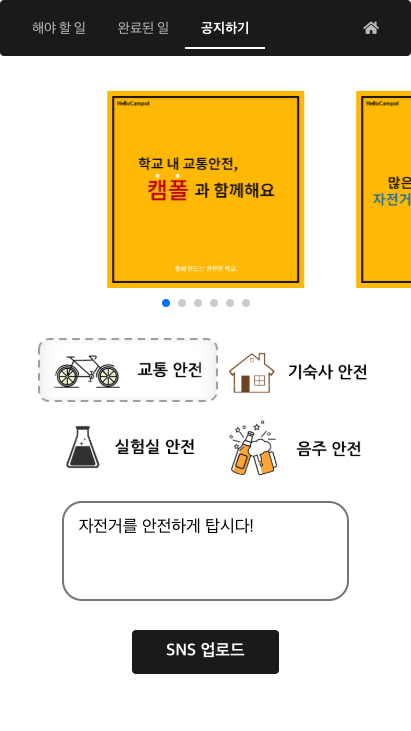 해야 할 일 완료된 일 공지하기
HelloCampol HelloCampol
학교 내 교통안전,
캠폴 과 함께해요
많은
자전거
함께 만드는 안전한 학교
교통 안전 기숙사 안전
실험실 안전 음주 안전
자전거를 안전하게 탑시다!
SNS 업로드